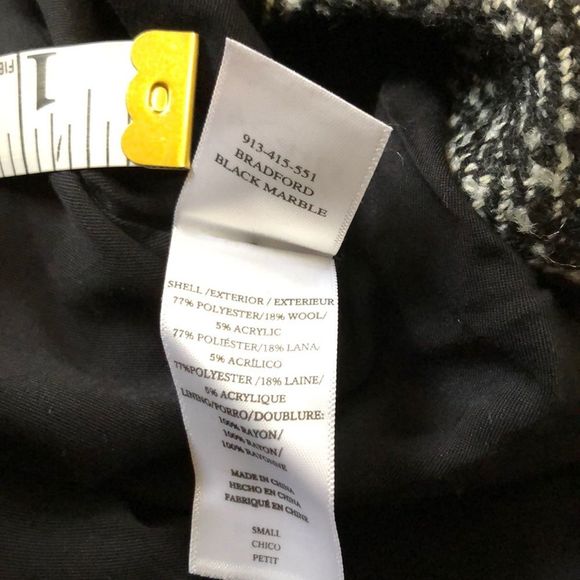 1
913-415-551
BRADFORD
BLACK MARBLE
SHELL /EXTERIOR / EXTERIEUR
77% POLYESTER/18% WOOL/
5% ACRYLIC
77% POLIÉSTER/18% LANA/
5% ACRÍLICO
77%POLYESTER /18% LAINE/
5% ACRYLIQUE
LINING/FORRO/DOUBLURE:
100% RAYON/
100% RAYON/
100% RAYONNE
MADE IN CHINA
HECHO EN CHINA
FABRIQUÉ EN CHINE
SMALL
CHICO
PETIT